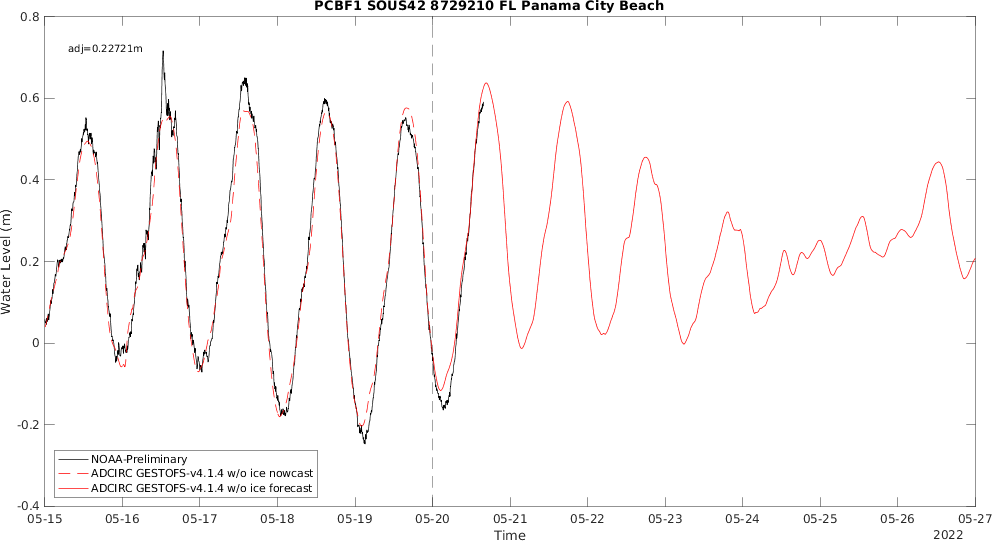 PCBF1 SOUS42 8729210 FL Panama City Beach
adj=0.22721m
Water Level (m)
0.8
0.6
0.4
0.2
0
-0.2
-0.4
NOAA-Preliminary
ADCIRC GESTOFS-v4.1.4 w/o ice nowcast
ADCIRC GESTOFS-v4.1.4 w/o ice forecast
05-15 05-16 05-17 05-18 05-19 05-20 05-21 05-22 05-23 05-24 05-25 05-26 05-27
Time
2022